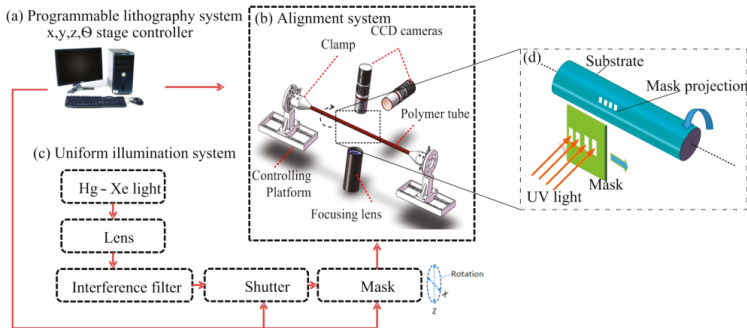 (a) Programmable lithography system
x,y,z,Θ stage controller
(b) Alignment system
Clamp
CCD cameras
Polymer tube
Controlling
Platform
Focusing lens
(d)
Substrate
Mask projection
Mask
UV light
(c) Uniform illumination system
Hg - Xe light
Lens
Interference filter
Shutter
Mask
Rotation
X
Z